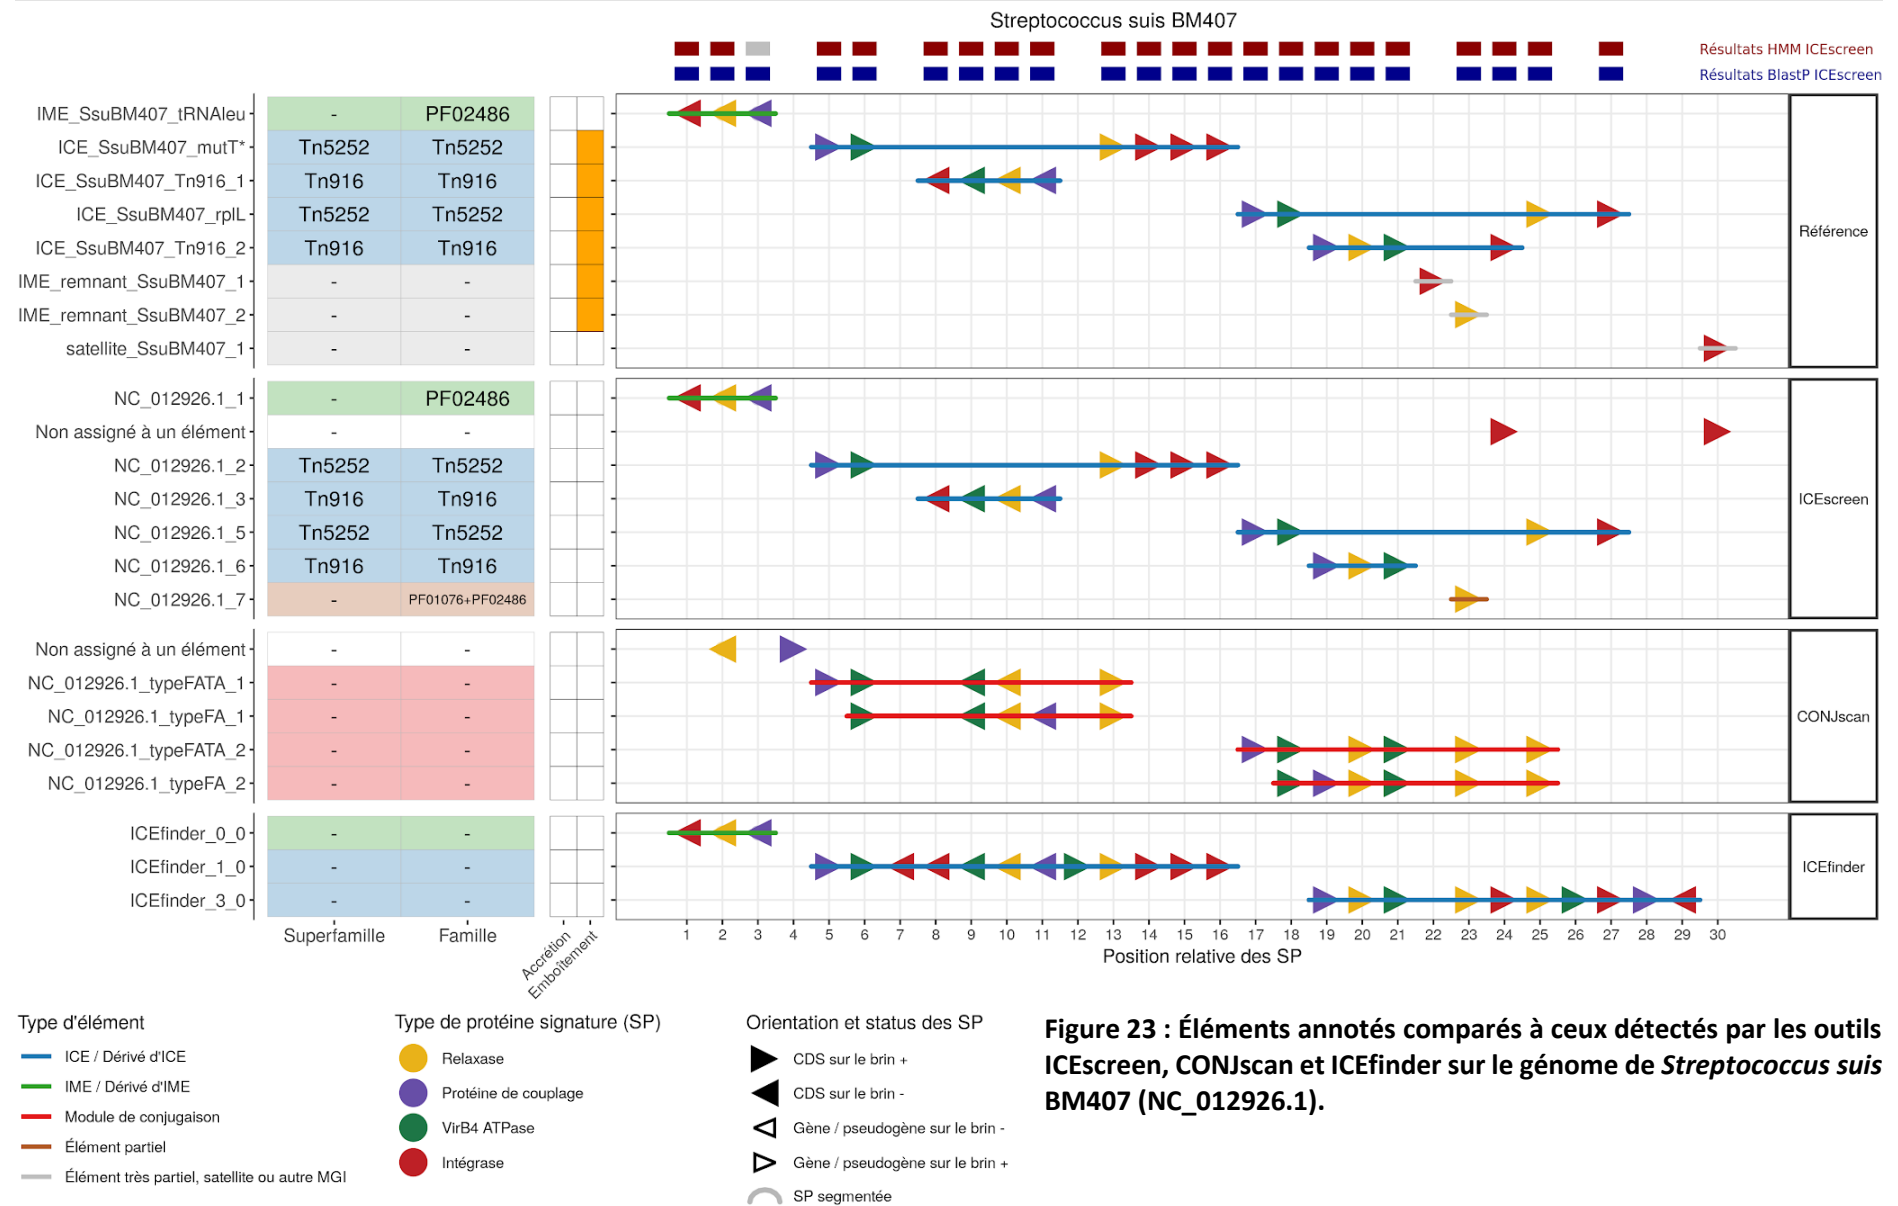 Streptococcus suis BM407
Résultats HMM ICEscreen
Résultats BlastP ICEscreen
IME_SsuBM407_tRNAleu - PF02486
ICE_SsuBM407_mutT* Tn5252 Tn5252
ICE_SsuBM407_Tn916_1 Tn916 Tn916
ICE_SsuBM407_rplL Tn5252 Tn5252
ICE_SsuBM407_Tn916_2 Tn916 Tn916
IME_remnant_SsuBM407_1 - -
IME_remnant_SsuBM407_2 - -
satellite_SsuBM407_1 - -
Référence
NC_012926.1_1 - PF02486
Non assigné à un élément - -
NC_012926.1_2 Tn5252 Tn5252
NC_012926.1_3 Tn916 Tn916
NC_012926.1_5 Tn5252 Tn5252
NC_012926.1_6 Tn916 Tn916
NC_012926.1_7 - PF01076+PF02486
ICEscreen
Non assigné à un élément - -
NC_012926.1_typeFATA_1 - -
NC_012926.1_typeFA_1 - -
NC_012926.1_typeFATA_2 - -
NC_012926.1_typeFA_2 - -
CONJscan
ICEfinder_0_0 - -
ICEfinder_1_0 - -
ICEfinder_3_0 - -
ICEfinder
Superfamille Famille
Accrétion
Emboîtement
1 2 3 4 5 6 7 8 9 10 11 12 13 14 15 16 17 18 19 20 21 22 23 24 25 26 27 28 29 30
Position relative des SP
Type d'élément
ICE / Dérivé d'ICE
IME / Dérivé d'IME
Module de conjugaison
Élément partiel
Élément très partiel, satellite ou autre MGI
Type de protéine signature (SP)
Relaxase
Protéine de couplage
VirB4 ATPase
Intégrase
Orientation et status des SP
CDS sur le brin +
CDS sur le brin -
Gène / pseudogène sur le brin -
Gène / pseudogène sur le brin +
SP segmentée
Figure 23 : Éléments annotés comparés à ceux détectés par les outils
ICEscreen, CONJscan et ICEfinder sur le génome de Streptococcus suis
BM407 (NC_012926.1).